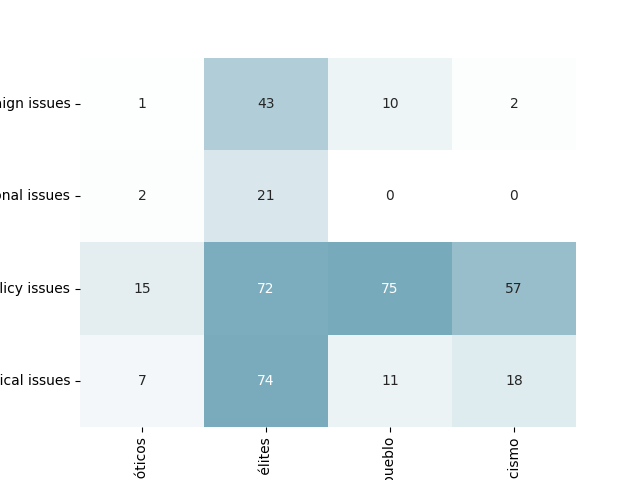 ign issues 1 43 10 2
onal issues 2 21 0 0
licy issues 15 72 75 57
ical issues 7 74 11 18
óticos
élites
pueblo
cismo